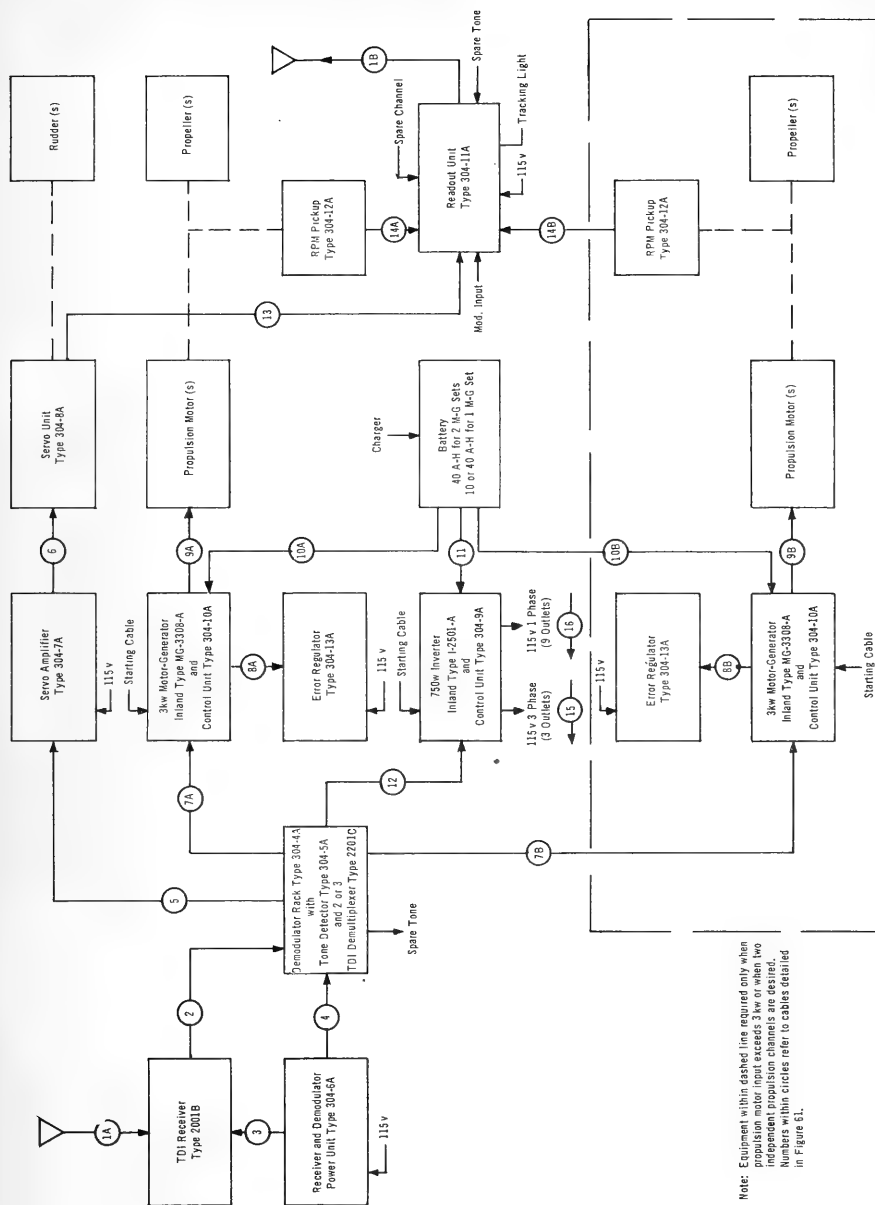 Rudder(s)
Servo Unit
Type 304-8A
6
Servo Amplifier
Type 304-7A
115 v
5
Propeller(s)
Propulsion Motor(s)
9A
Starting Cable
3kw Motor-Generator
Inland Type MG-3308-A
and
Control Unit Type 304-10A
7A
8A
10A
Error Regulator
Type 304-13A
115 v
RPM Pickup
Type 304-12A
14A
13
1B
Spare Channel
Spare Tone
Readout Unit
Type 304-11A
Tracking Light
115 v
Mod. Input
14B
Charger
Battery
40 A-H for 2 M-G Sets
10 or 40 A-H for 1 M-G Set
11
10B
Starting Cable
750w Inverter
Inland Type I-2501-A
and
Control Unit Type 304-9A
115 v 3 Phase
(3 Outlets)
15
115 v 1 Phase
(9 Outlets)
16
12
1A
TDI Receiver
Type 2001B
2
3
Receiver and Demodulator
Power Unit Type 304-6A
115 v
4
Demodulator Rack Type 304-4A
with
Tone Detector Type 304-5A
and 2 or 3
TDI Demultiplexer Type 2201C
Spare Tone
7B
RPM Pickup
Type 304-12A
Propeller(s)
Propulsion Motor(s)
9B
115 v
Error Regulator
Type 304-13A
8B
3kw Motor-Generator
Inland Type MG-3308-A
and
Control Unit Type 304-10A
Starting Cable
Note: Equipment within dashed line required only when
propulsion motor input exceeds 3 kw or when two
independent propulsion channels are desired.
Numbers within circles refer to cables detailed
in Figure 61.